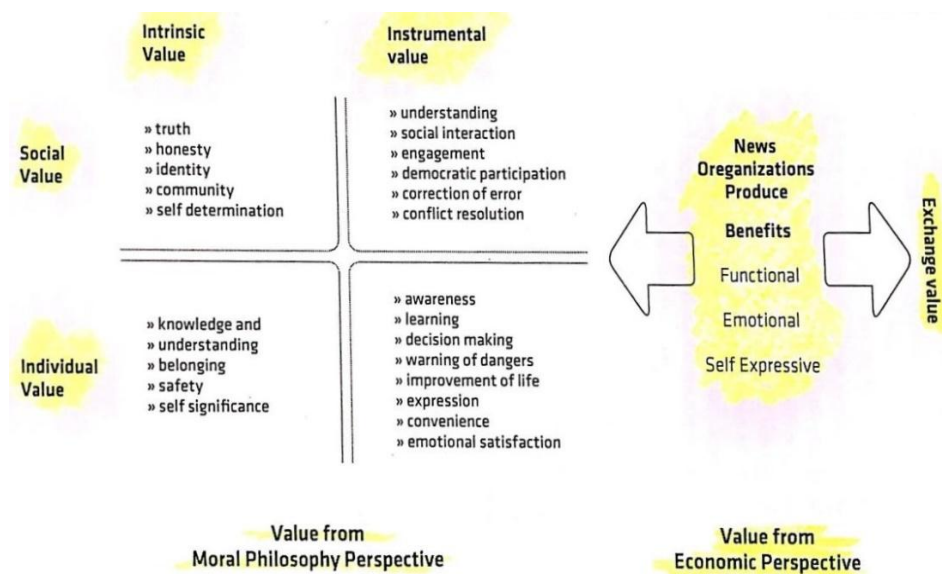 Intrinsic
Value
Instrumental
value
Social
Value
» truth
» honesty
» identity
» community
» self determination
» understanding
» social interaction
» engagement
» democratic participation
» correction of error
» conflict resolution
Individual
Value
» knowledge and
» understanding
» belonging
» safety
» self significance
» awareness
» learning
» decision making
» warning of dangers
» improvement of life
» expression
» convenience
» emotional satisfaction
News
Oreganizations
Produce
Benefits
Functional
Emotional
Self Expressive
Exchange value
Value from
Moral Philosophy Perspective
Value from
Economic Perspective